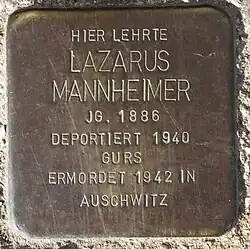 HIER LEHRTE
LAZARUS
MANNHEIMER
JG. 1886
DEPORTIERT 1940
GURS
ERMORDET 1942 IN
AUSCHWITZ